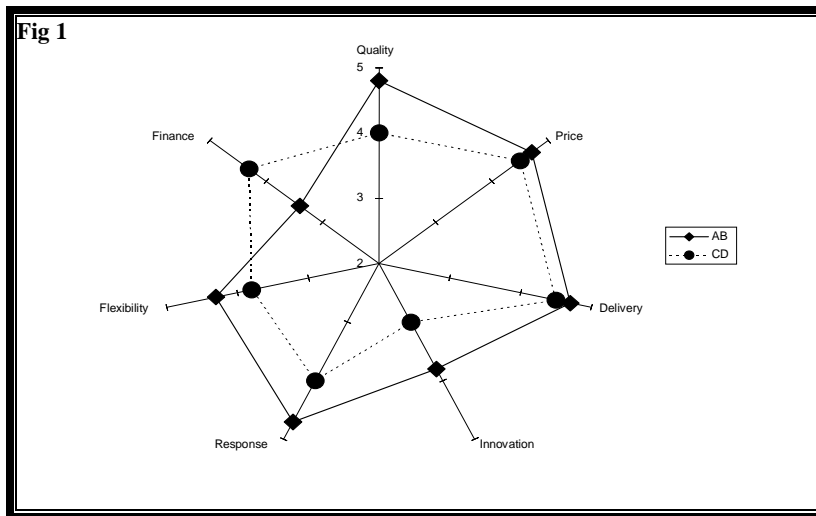 Fig 1
Quality
5
Finance
Price
4
3
AB
CD
2
Flexibility
Delivery
Response
Innovation